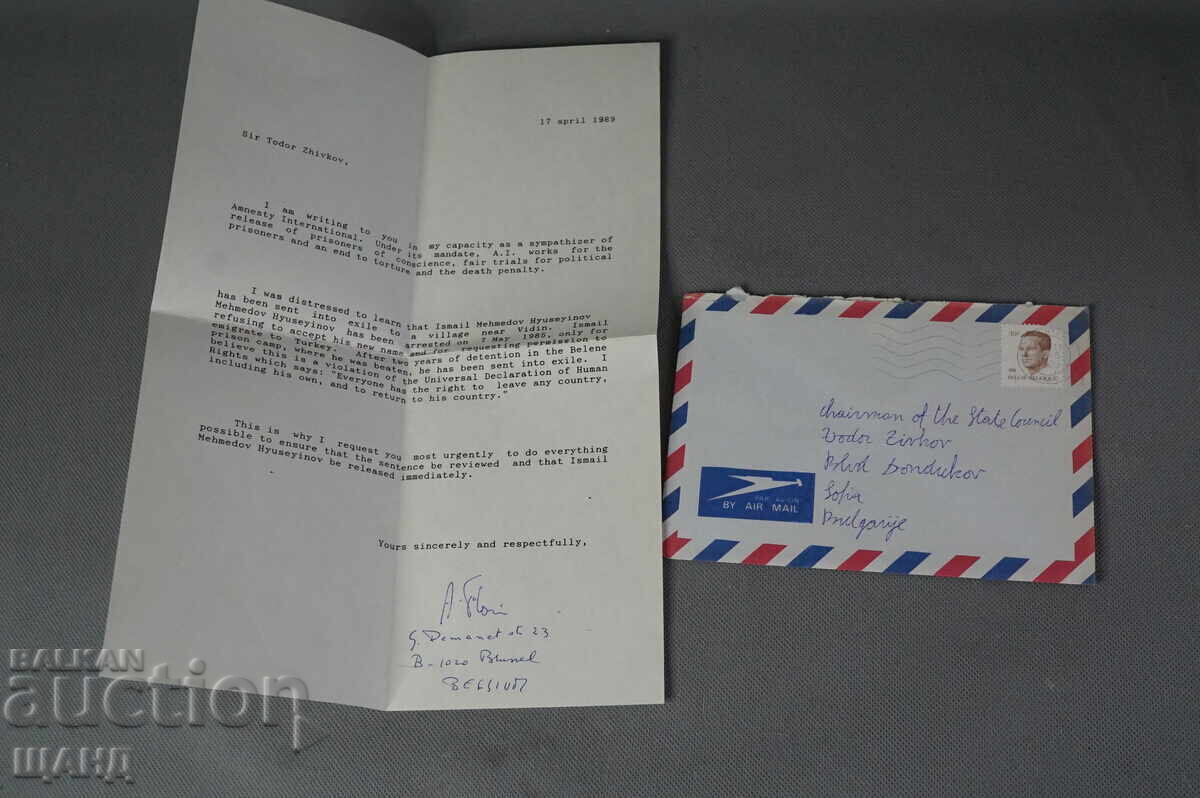 17 april 1989
Sir Todor Zhivkov,
I am writing to you in my capacity as a sympathizer of
Amnesty International. Under its mandate, A.I. works for the
release of prisoners of conscience, fair trials for political
prisoners and an end to torture and the death penalty.
I was distressed to learn that Ismail Mehmedov Hyuseyinov
has been sent into exile to a village near Vidin. Ismail
Mehmedov Hyuseyinov has been arrested on 7 May 1985, only for
refusing to accept his new name and for requesting permission to
emigrate to Turkey. After two years of detention in the Belene
prison camp, where he was beaten, he has been sent into exile. I
believe this is a violation of the Universal Declaration of Human
Rights which says: "Everyone has the right to leave any country,
including his own, and to return to his country."
This is why I request you most urgently to do everything
possible to ensure that the sentence be reviewed and that Ismail
Mehmedov Hyuseyinov be released immediately.
Yours sincerely and respectfully,
G. Demanet str 23
B-1020 Brussel
BELGIUM
Chairman of the State Council
Todor Zivkov
Blvd Dondukov
Sofia
Bulgarije
PAR AVION
BY AIR MAIL
BALKAN
auction
ЩАНД